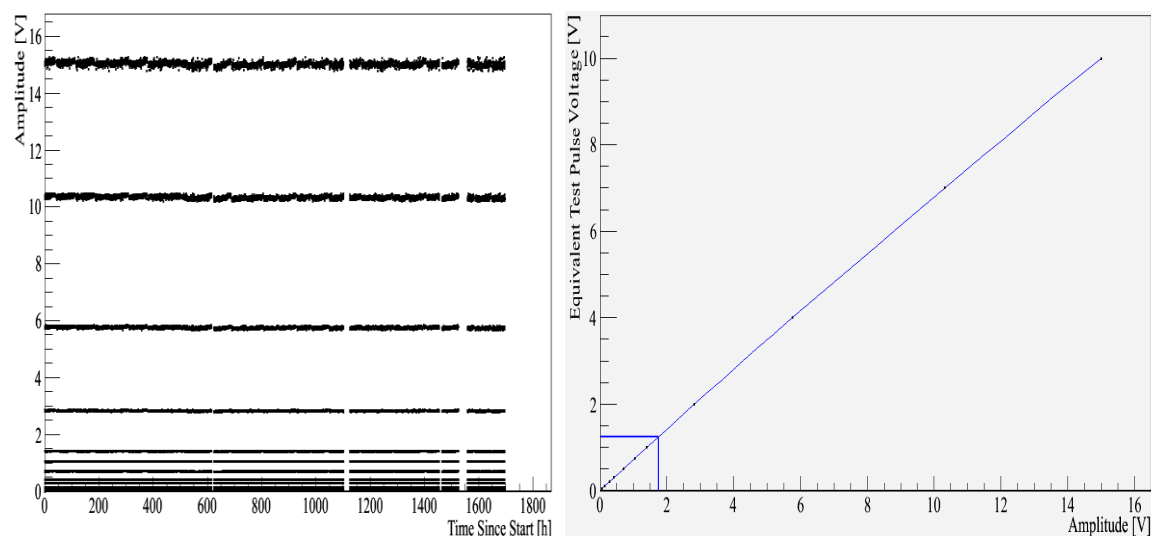 Amplitude [V]
16
14
12
10
8
6
4
2
0
0 200 400 600 800 1000 1200 1400 1600 1800
Time Since Start [h]
Equivalent Test Pulse Voltage [V]
10
8
6
4
2
0
0 2 4 6 8 10 12 14 16
Amplitude [V]